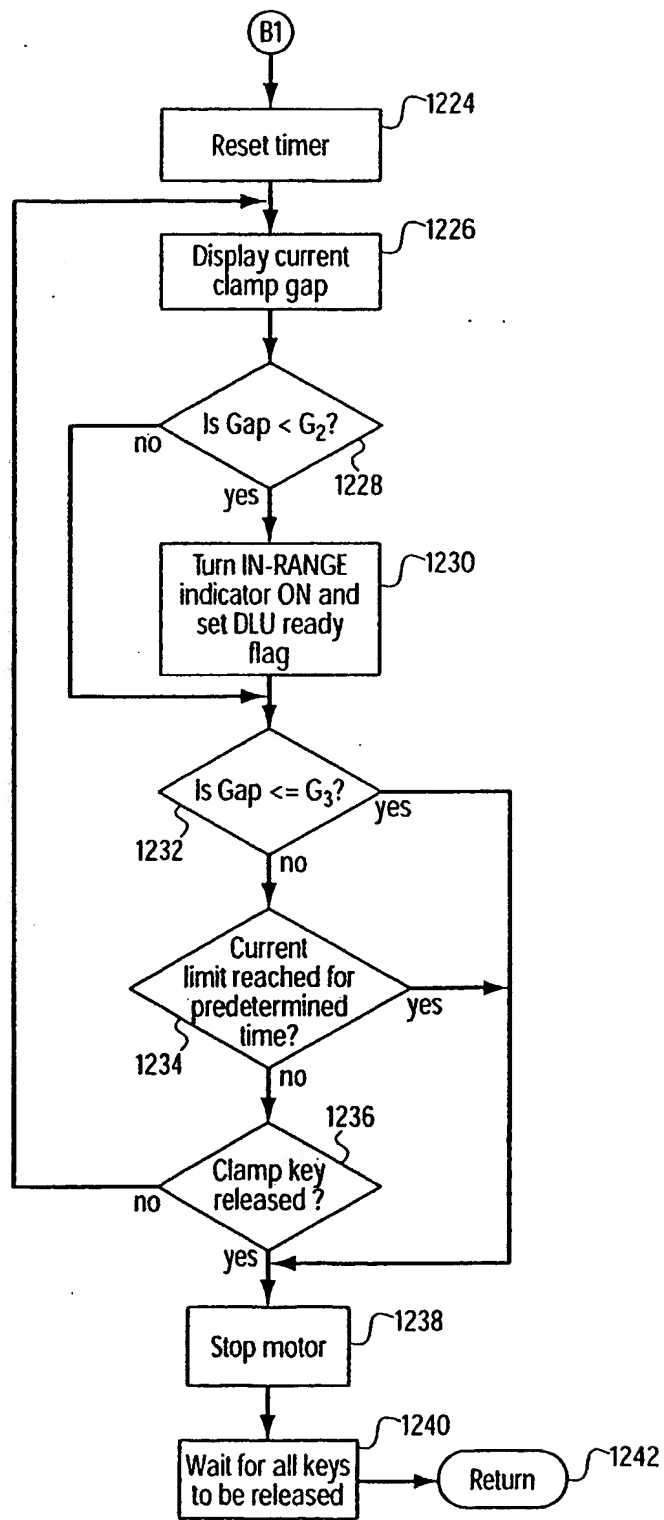 B1
1224
Reset timer
1226
Display current
clamp gap
Is Gap < G₂?
no
1228
yes
Turn IN-RANGE
indicator ON and
set DLU ready
flag
1230
Is Gap <= G₃?
yes
1232
no
Current
limit reached for
predetermined
time?
yes
1234
no
1236
Clamp key
released ?
no
yes
1238
Stop motor
1240
Wait for all keys
to be released
Return
1242